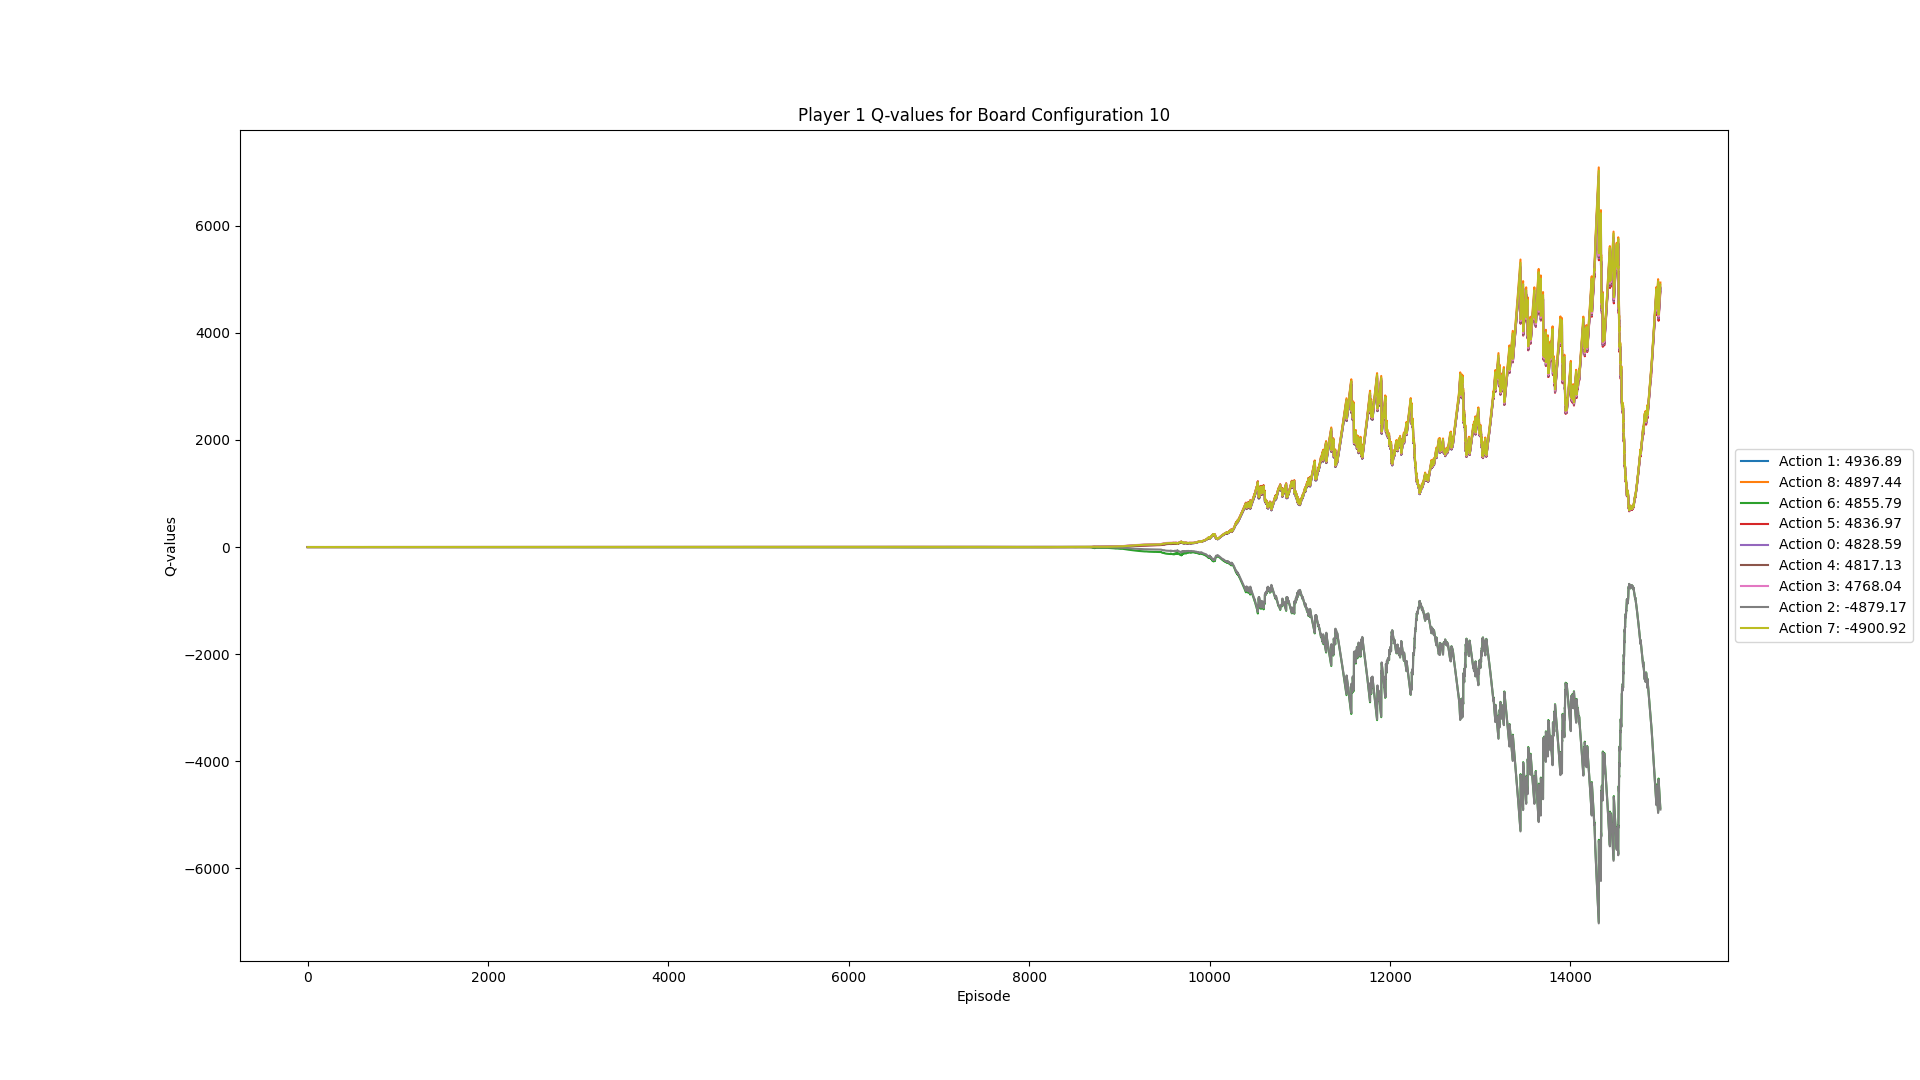 Player 1 Q-values for Board Configuration 10
6000
4000
2000
0
−2000
−4000
−6000
Q-values
0 2000 4000 6000 8000 10000 12000 14000
Episode
Action 1: 4936.89
Action 8: 4897.44
Action 6: 4855.79
Action 5: 4836.97
Action 0: 4828.59
Action 4: 4817.13
Action 3: 4768.04
Action 2: -4879.17
Action 7: -4900.92